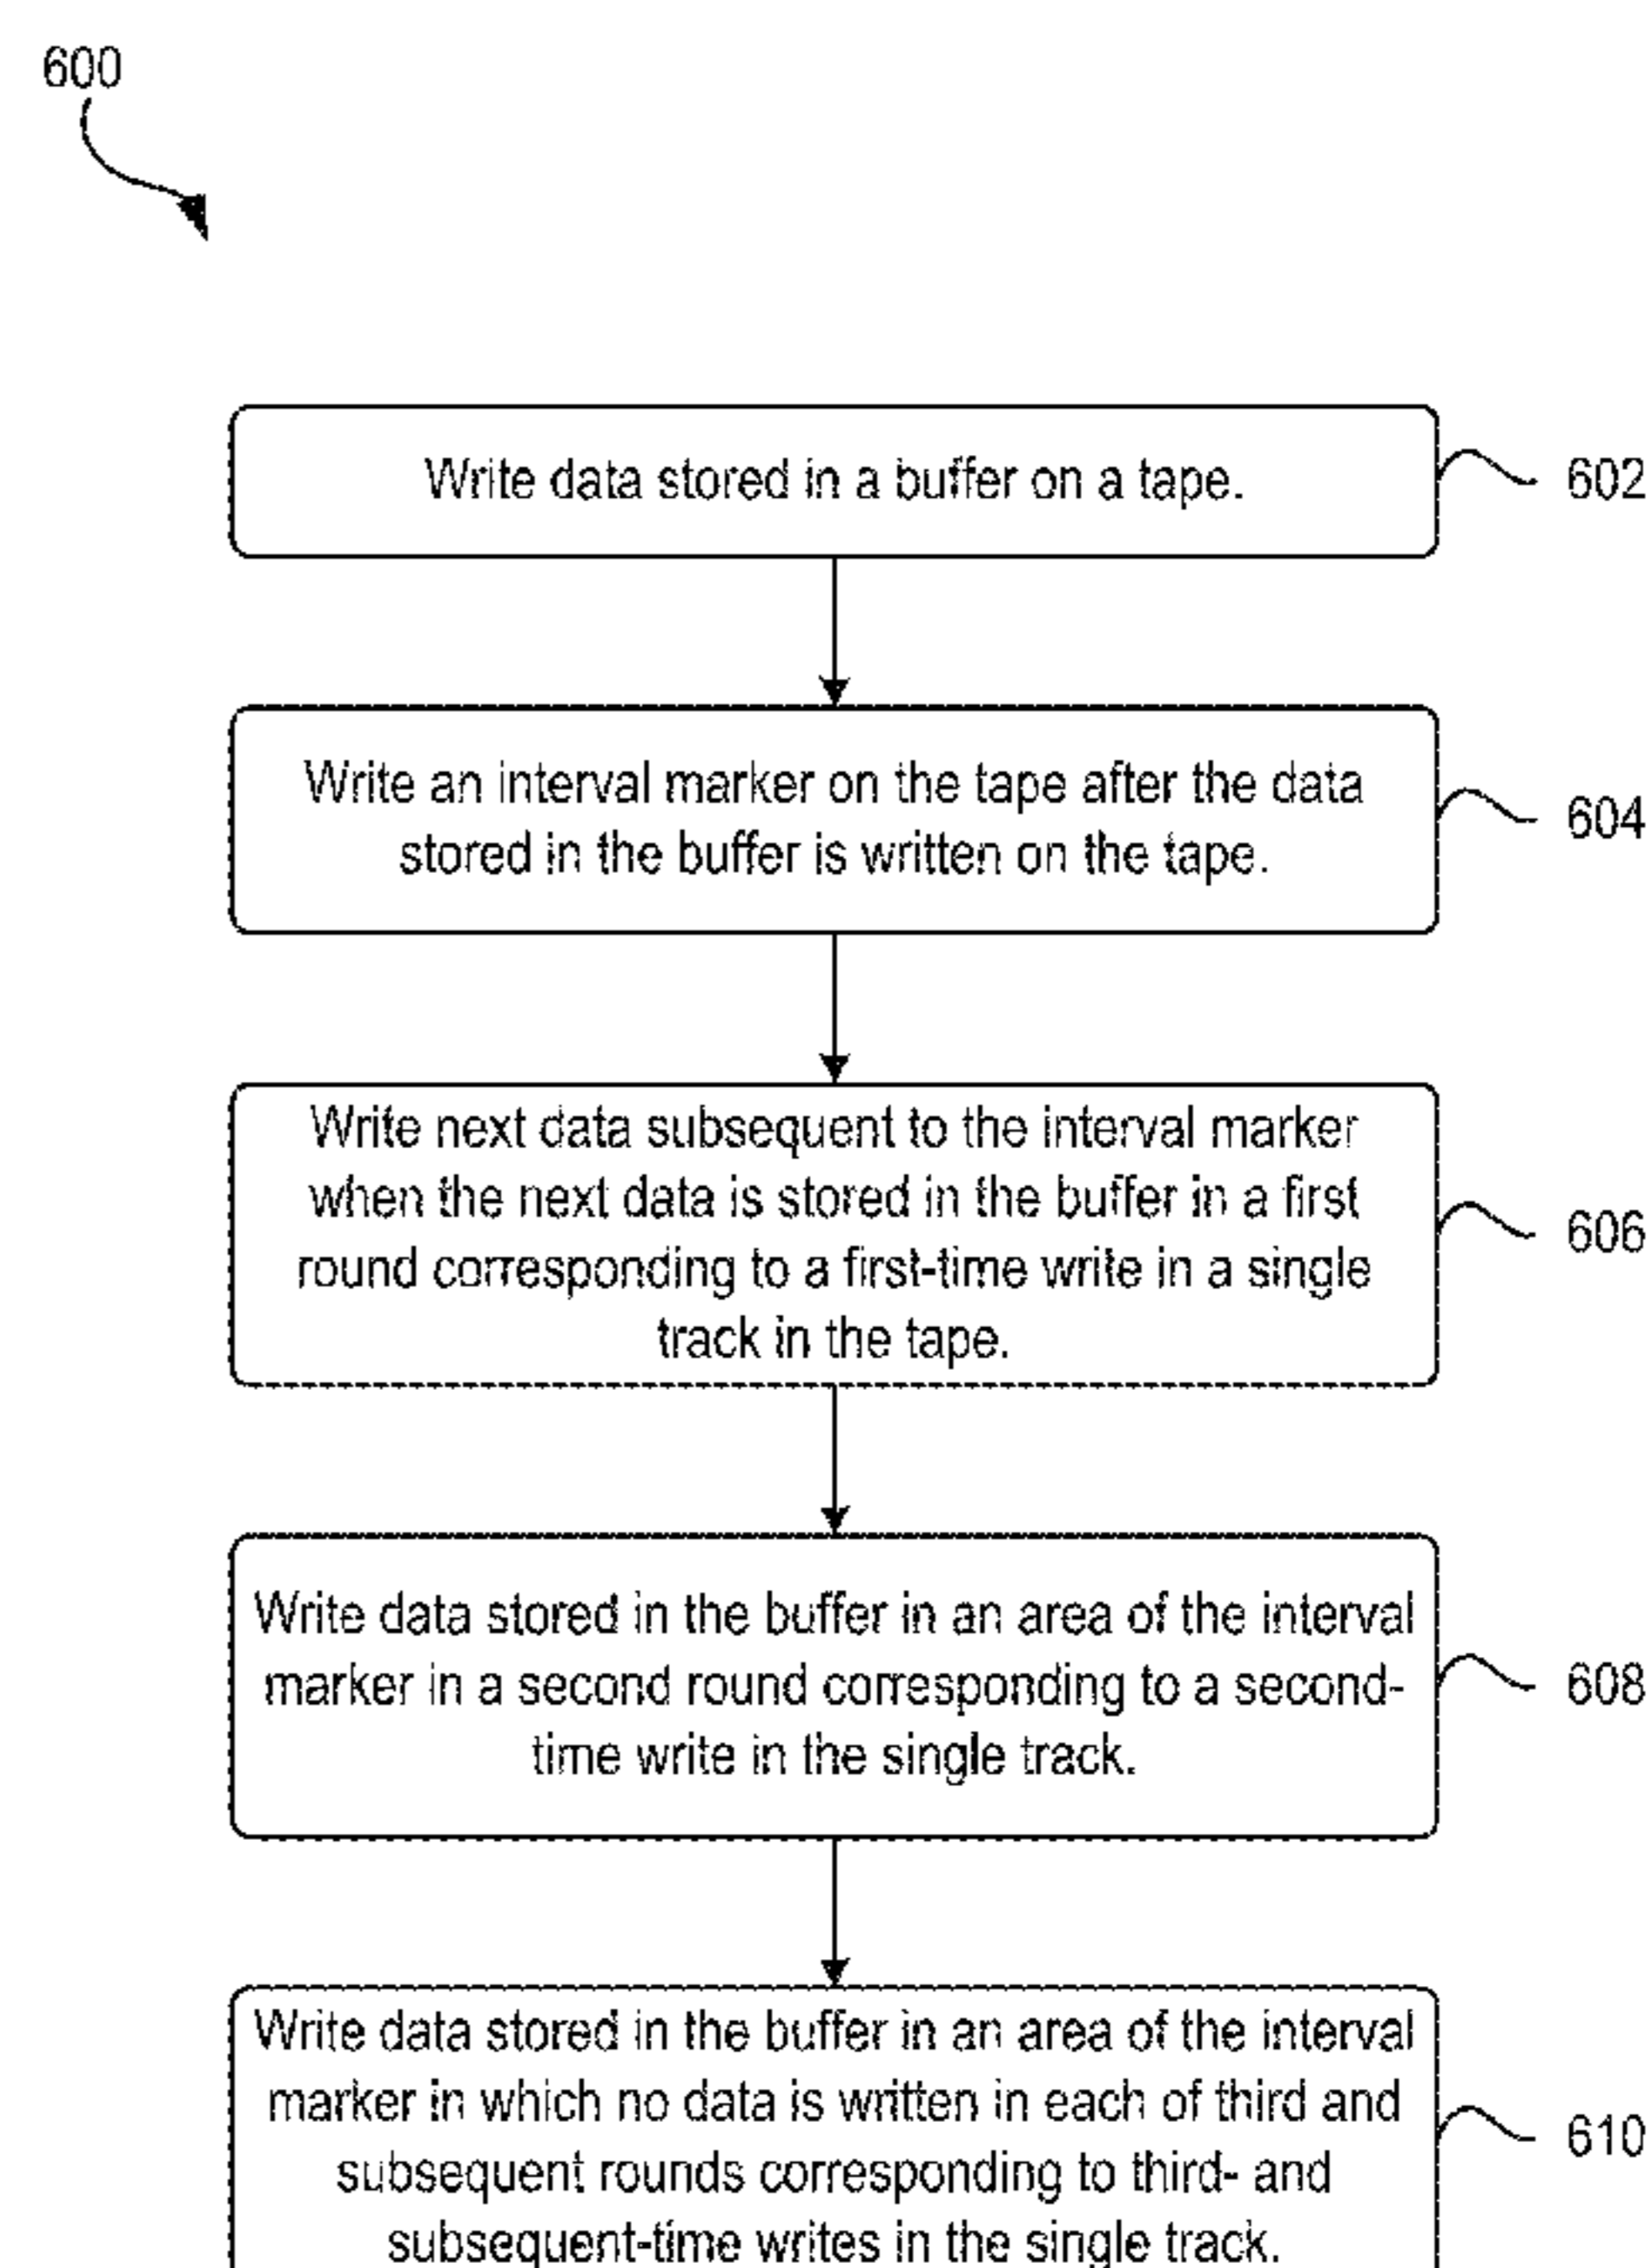 600
Write data stored in a buffer on a tape.
602
Write an interval marker on the tape after the data
stored in the buffer is written on the tape.
604
Write next data subsequent to the interval marker
when the next data is stored in the buffer in a first
round corresponding to a first-time write in a single
track in the tape.
606
Write data stored in the buffer in an area of the interval
marker in a second round corresponding to a second-
time write in the single track.
608
Write data stored in the buffer in an area of the interval
marker in which no data is written in each of third and
subsequent rounds corresponding to third- and
subsequent-time writes in the single track.
610